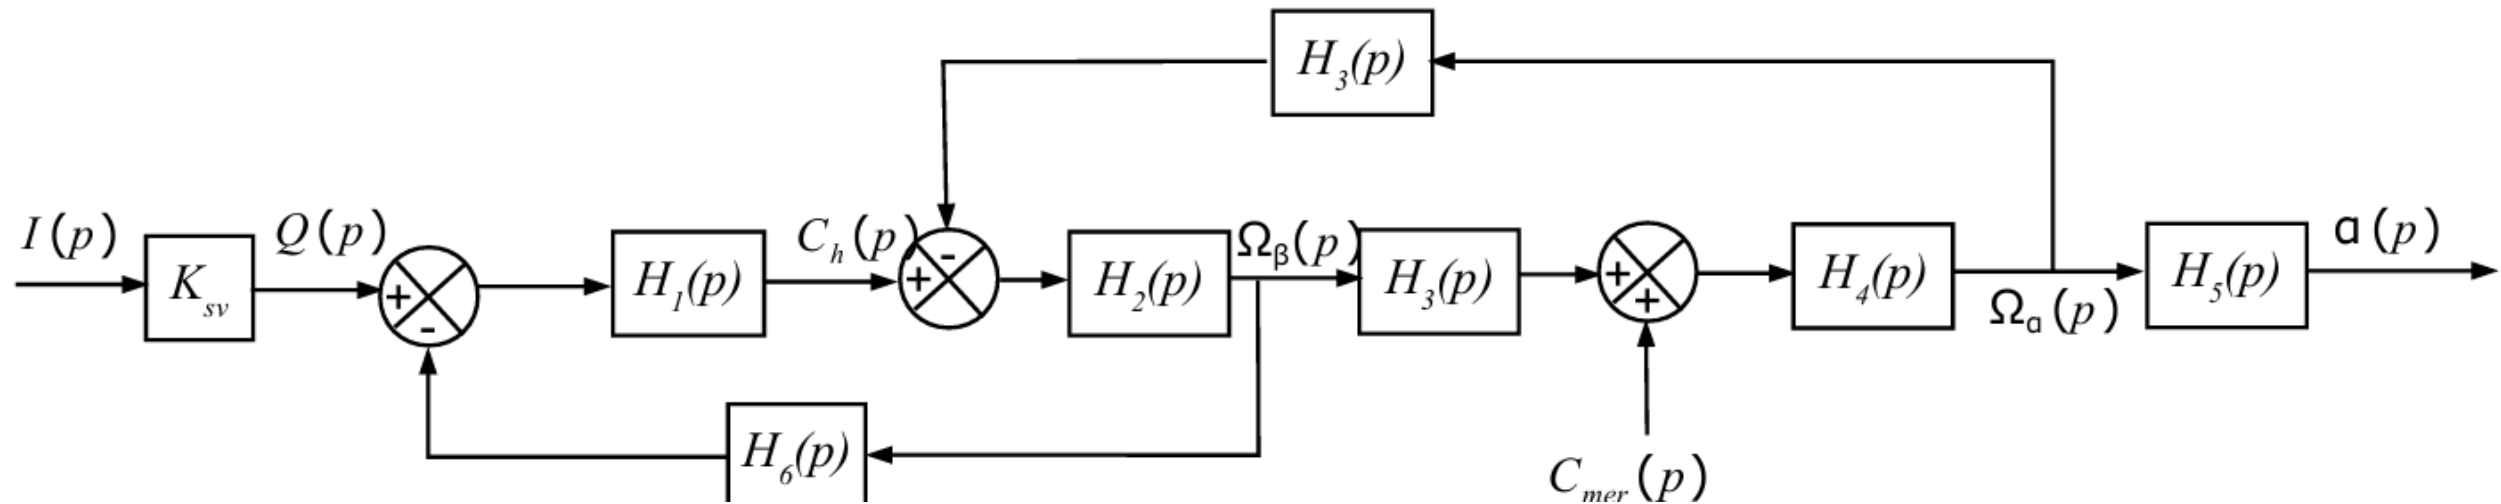 H3(p)
I(p) Ksv Q(p) + - H1(p) Ch(p) + - H2(p) Ωβ(p) H3(p) + + H4(p) Ωα(p) H5(p) α(p)
H6(p)
Cmer(p)